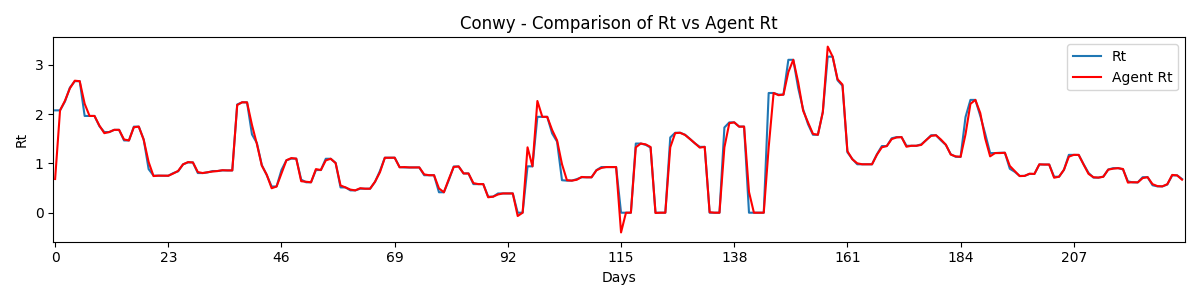 Conwy - Comparison of Rt vs Agent Rt
Rt
Agent Rt
Rt
3
2
1
0
0 23 46 69 92 115 138 161 184 207
Days